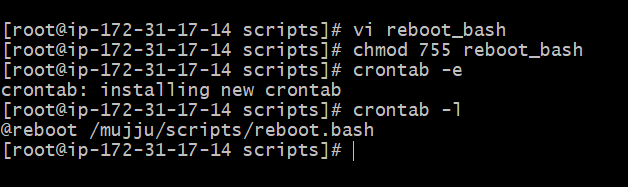 [root@ip-172-31-17-14 scripts]# vi reboot_bash
[root@ip-172-31-17-14 scripts]# chmod 755 reboot_bash
[root@ip-172-31-17-14 scripts]# crontab -e
crontab: installing new crontab
[root@ip-172-31-17-14 scripts]# crontab -l
@reboot /mujju/scripts/reboot.bash
[root@ip-172-31-17-14 scripts]#